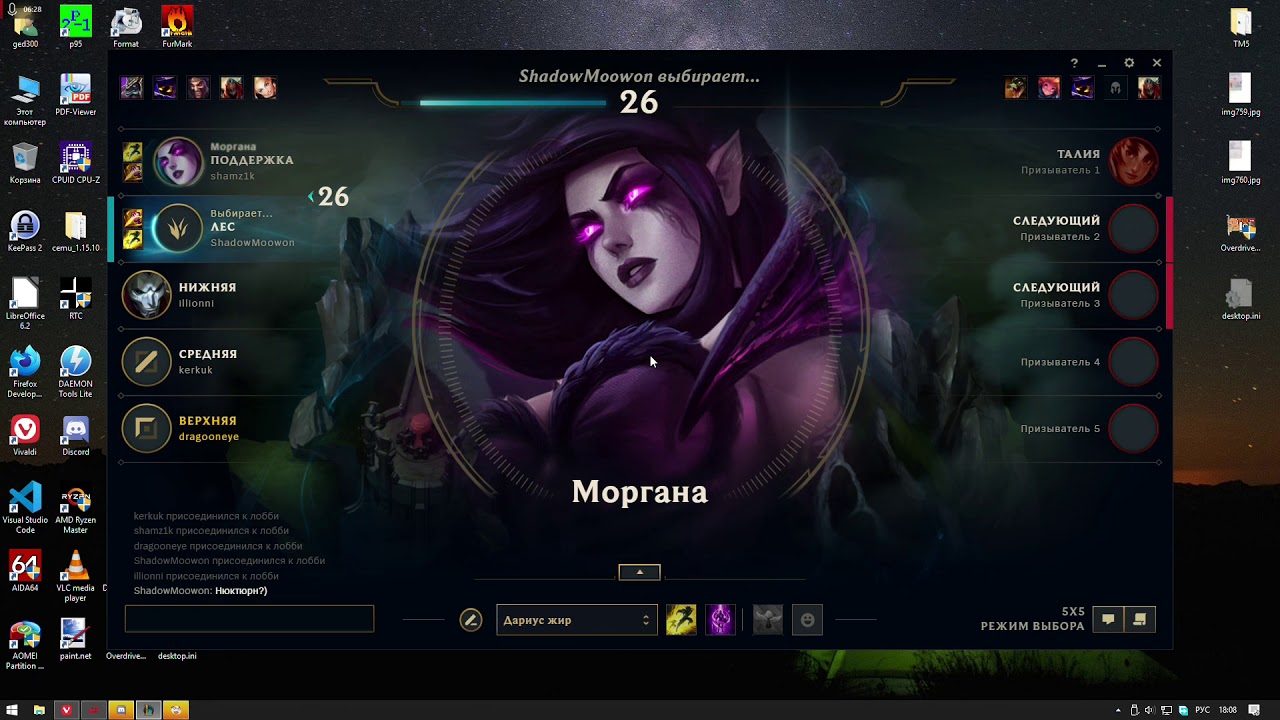 06:28
ged300
p95
Format
FurMark
Этот компьютер
PDF-Viewer
Корзина
CPUID CPU-Z
KeePass 2
cemu_1.15.10
LibreOffice 6.2
RTC
Firefox Develop...
DAEMON Tools Lite
Vivaldi
Discord
Visual Studio Code
AMD Ryzen Master
AIDA64
VLC media player
AOMEI Partition ...
paint.net
Overdrive...
desktop.ini
TM5
img759.jpg
img760.jpg
Overdrive...
desktop.ini
ShadowMoowon выбирает...
26
Моргана
ПОДДЕРЖКА
shamz1k
26
Выбирает...
ЛЕС
ShadowMoowon
НИЖНЯЯ
illionni
СРЕДНЯЯ
kerkuk
ВЕРХНЯЯ
dragooneye
ТАЛИЯ
Призыватель 1
СЛЕДУЮЩИЙ
Призыватель 2
СЛЕДУЮЩИЙ
Призыватель 3
Призыватель 4
Призыватель 5
Моргана
kerkuk присоединился к лобби
shamz1k присоединился к лобби
dragooneye присоединился к лобби
ShadowMoowon присоединился к лобби
illionni присоединился к лобби
ShadowMoowon: Нюктюрн?)
Дариус жир
5X5
РЕЖИМ ВЫБОРА
РУС
18:08